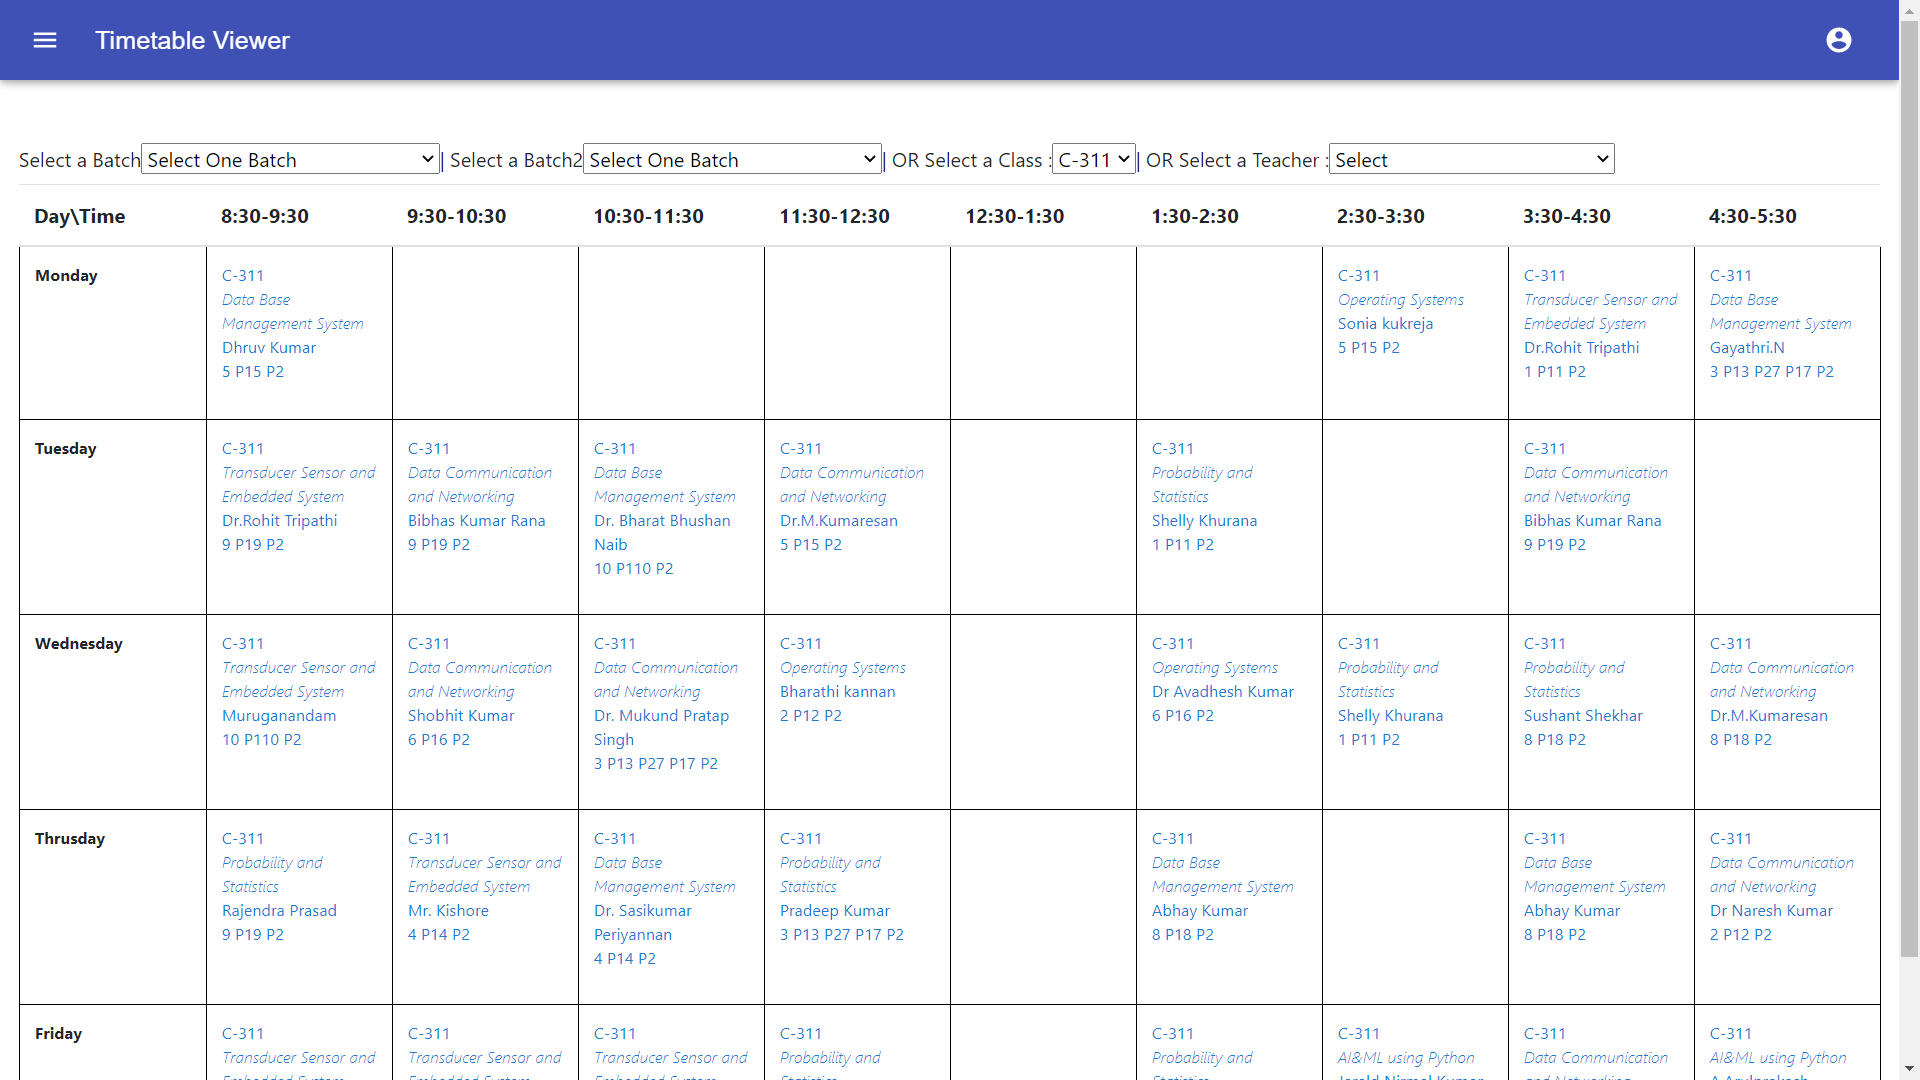 Timetable Viewer
Select a Batch Select One Batch | Select a Batch2 Select One Batch | OR Select a Class : C-311 | OR Select a Teacher : Select
Day\Time 8:30-9:30 9:30-10:30 10:30-11:30 11:30-12:30 12:30-1:30 1:30-2:30 2:30-3:30 3:30-4:30 4:30-5:30
Monday
C-311
Data Base
Management System
Dhruv Kumar
5 P15 P2
C-311
Operating Systems
Sonia kukreja
5 P15 P2
C-311
Transducer Sensor and
Embedded System
Dr.Rohit Tripathi
1 P11 P2
C-311
Data Base
Management System
Gayathri.N
3 P13 P27 P17 P2
Tuesday
C-311
Transducer Sensor and
Embedded System
Dr.Rohit Tripathi
9 P19 P2
C-311
Data Communication
and Networking
Bibhas Kumar Rana
9 P19 P2
C-311
Data Base
Management System
Dr. Bharat Bhushan
Naib
10 P110 P2
C-311
Data Communication
and Networking
Dr.M.Kumaresan
5 P15 P2
C-311
Probability and
Statistics
Shelly Khurana
1 P11 P2
C-311
Data Communication
and Networking
Bibhas Kumar Rana
9 P19 P2
Wednesday
C-311
Transducer Sensor and
Embedded System
Muruganandam
10 P110 P2
C-311
Data Communication
and Networking
Shobhit Kumar
6 P16 P2
C-311
Data Communication
and Networking
Dr. Mukund Pratap
Singh
3 P13 P27 P17 P2
C-311
Operating Systems
Bharathi kannan
2 P12 P2
C-311
Operating Systems
Dr Avadhesh Kumar
6 P16 P2
C-311
Probability and
Statistics
Shelly Khurana
1 P11 P2
C-311
Probability and
Statistics
Sushant Shekhar
8 P18 P2
C-311
Data Communication
and Networking
Dr.M.Kumaresan
8 P18 P2
Thrusday
C-311
Probability and
Statistics
Rajendra Prasad
9 P19 P2
C-311
Transducer Sensor and
Embedded System
Mr. Kishore
4 P14 P2
C-311
Data Base
Management System
Dr. Sasikumar
Periyannan
4 P14 P2
C-311
Probability and
Statistics
Pradeep Kumar
3 P13 P27 P17 P2
C-311
Data Base
Management System
Abhay Kumar
8 P18 P2
C-311
Data Base
Management System
Abhay Kumar
8 P18 P2
C-311
Data Communication
and Networking
Dr Naresh Kumar
2 P12 P2
Friday
C-311
Transducer Sensor and
Embedded System
C-311
Transducer Sensor and
Embedded System
C-311
Transducer Sensor and
Embedded System
C-311
Probability and
Statistics
C-311
Probability and
Statistics
C-311
AI&ML using Python
Jerald Nirmal Kumar
C-311
Data Communication
and Networking
C-311
AI&ML using Python
A Arulprakash